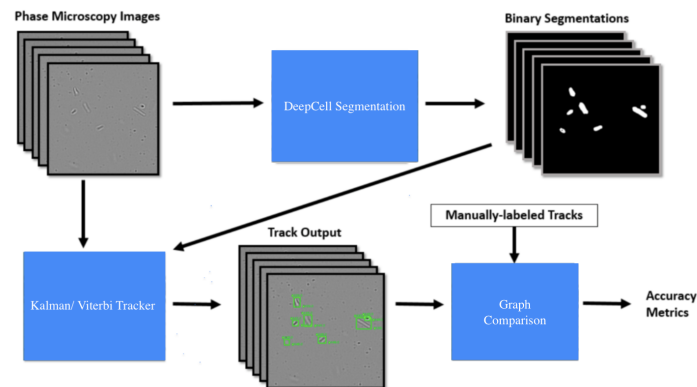 Phase Microscopy Images
Binary Segmentations
DeepCell Segmentation
Manually-labeled Tracks
Track Output
Kalman/ Viterbi Tracker
Graph
Comparison
Accuracy
Metrics